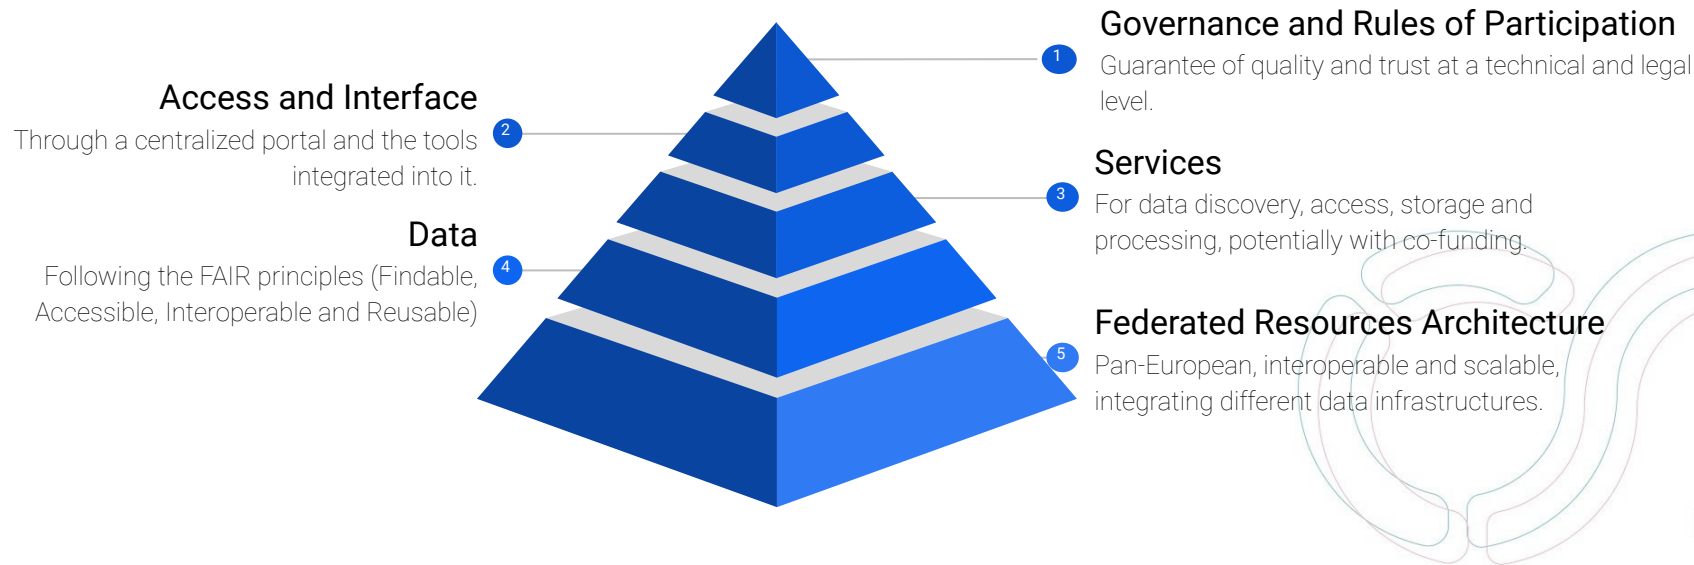 1
Governance and Rules of Participation
Guarantee of quality and trust at a technical and legal
level.
Access and Interface
Through a centralized portal and the tools
integrated into it.
2
Services
For data discovery, access, storage and
processing, potentially with co-funding.
3
Data
Following the FAIR principles (Findable,
Accessible, Interoperable and Reusable)
4
Federated Resources Architecture
Pan-European, interoperable and scalable,
integrating different data infrastructures.
5